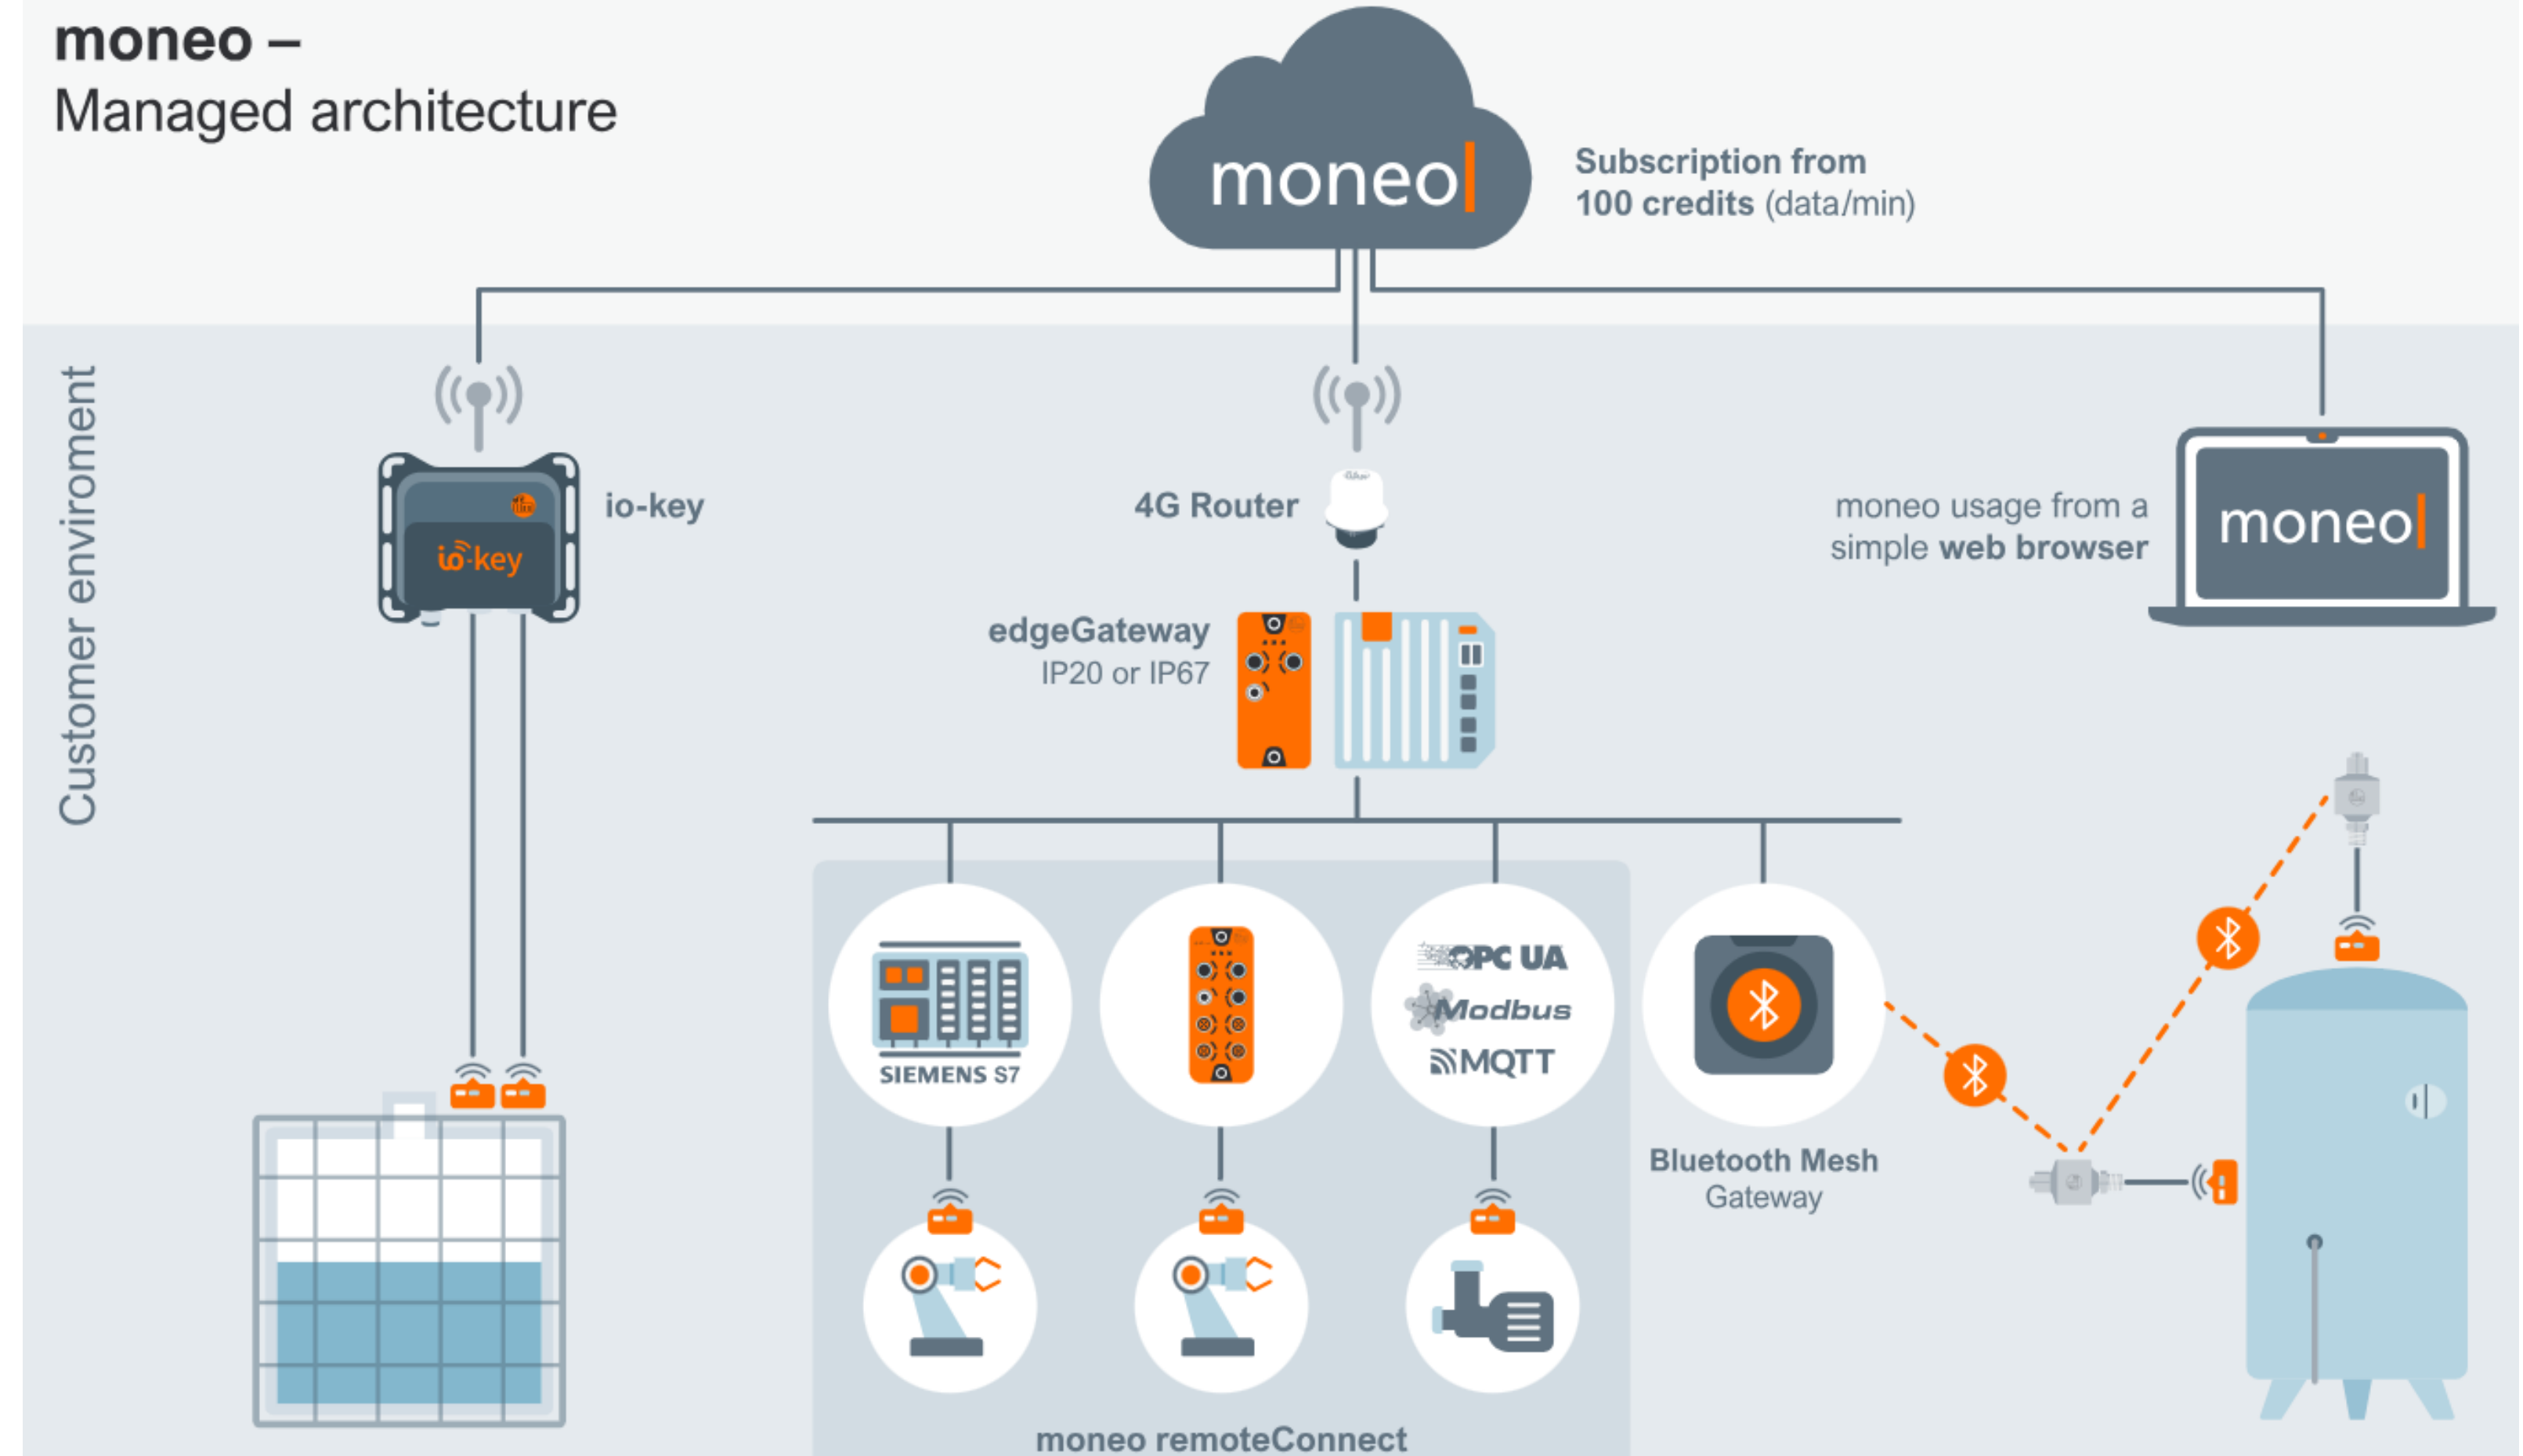 moneo –
Managed architecture
moneo
Subscription from
100 credits (data/min)
Customer environment
io-key
io-key
4G Router
edgeGateway
IP20 or IP67
moneo usage from a
simple web browser
moneo
SIEMENS S7
OPC UA
Modbus
MQTT
Bluetooth Mesh
Gateway
moneo remoteConnect